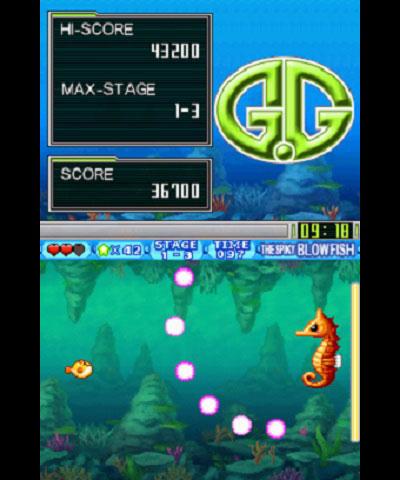 HI-SCORE
43200
MAX-STAGE
1-3
G.G
SCORE
36700
09:18
X42 STAGE TIME THE SPIKY BLOWFISH
1-3 097